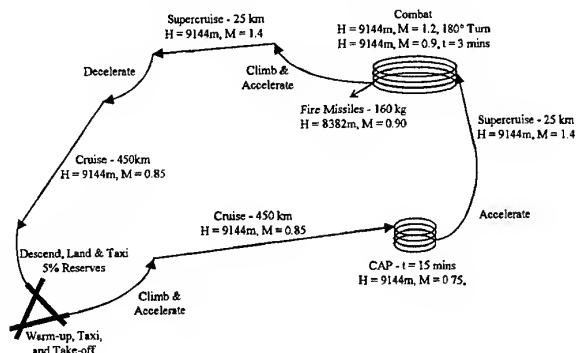 Combat
H = 9144m, M = 1.2, 180° Turn
H = 9144m, M = 0.9, t = 3 mins
Supercruise - 25 km
H = 9144m, M = 1.4
Decelerate
Climb &
Accelerate
Fire Missiles - 160 kg
H = 8382m, M = 0.90
Supercruise - 25 km
H = 9144m, M = 1.4
Cruise - 450km
H = 9144m, M = 0.85
Cruise - 450 km
H = 9144m, M = 0.85
Accelerate
Descend, Land & Taxi
5% Reserves
CAP - t = 15 mins
H = 9144m, M = 0.75.
Climb &
Accelerate
Warm-up, Taxi,
and Take-off